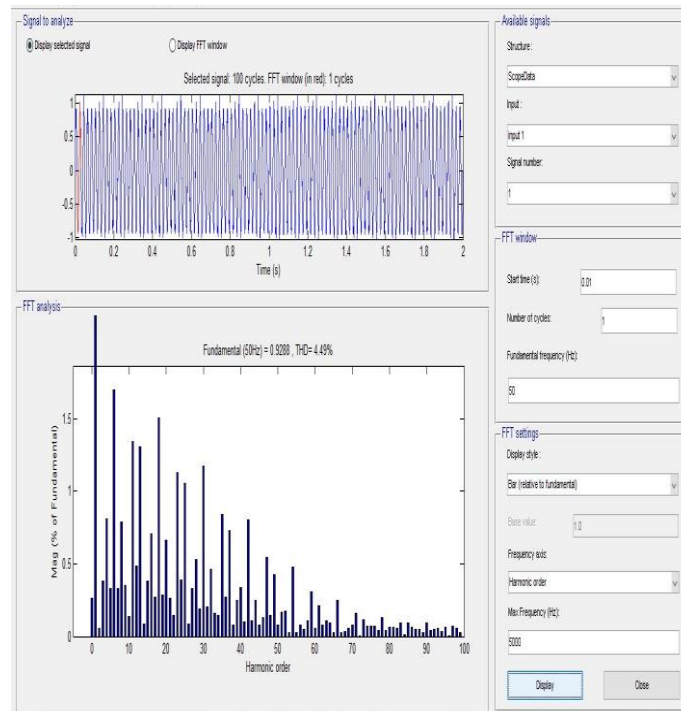 Signal to analyze
Display selected signal
Display FFT window
Selected signal: 100 cycles. FFT window (in red): 1 cycles
1
0.5
0
-0.5
-1
0 0.2 0.4 0.6 0.8 1 1.2 1.4 1.6 1.8 2
Time (s)
FFT analysis
Fundamental (50Hz) = 0.9288 , THD= 4.49%
Mag (% of Fundamental)
1.5
1
0.5
0
0 10 20 30 40 50 60 70 80 90 100
Harmonic order
Available signals
Structure :
ScopeData
Input :
input 1
Signal number:
1
FFT window
Start time (s):
0.01
Number of cycles:
1
Fundamental frequency (Hz):
50
FFT settings
Display style :
Bar (relative to fundamental)
Base value:
1.0
Frequency axis:
Harmonic order
Max Frequency (Hz):
5000
Display
Close